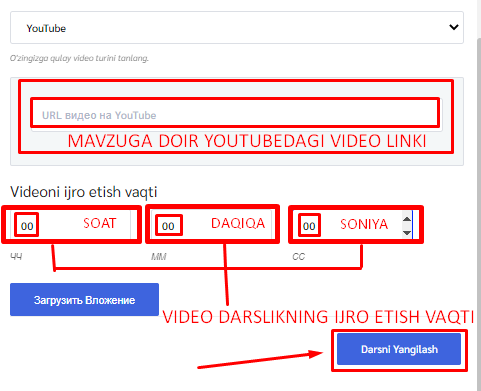 YouTube
O'zingizga qulay video turini tanlang.
URL видео на YouTube
MAVZUGA DOIR YOUTUBEDAGI VIDEO LINKI
Videoni ijro etish vaqti
00 SOAT 00 DAQIQA 00 SONIYA
ЧЧ ММ СС
Загрузить Вложение
VIDEO DARSLIKNING IJRO ETISH VAQTI
Darsni Yangilash